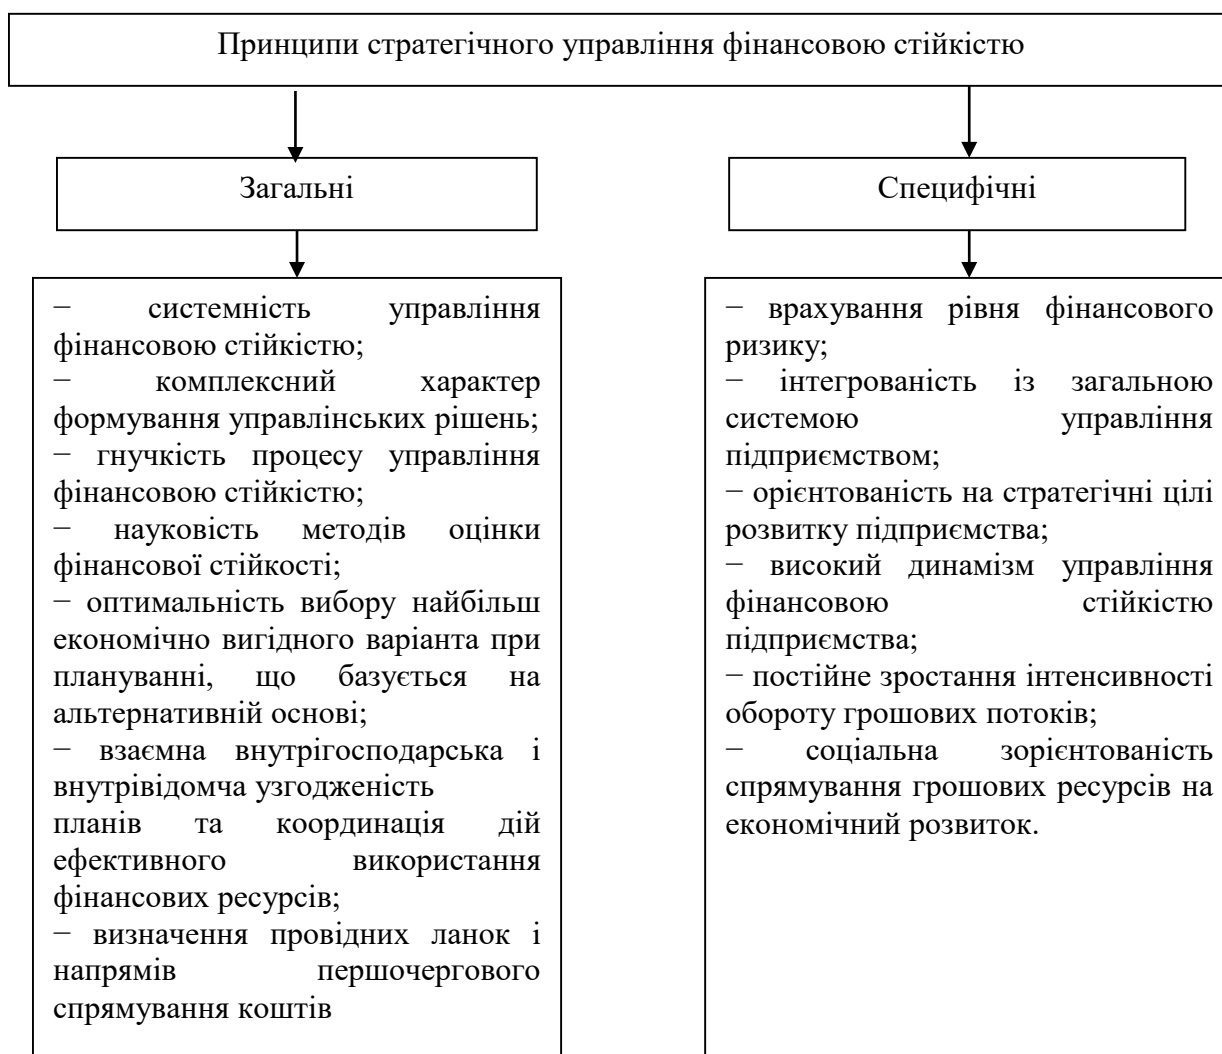 Принципи стратегічного управління фінансовою стійкістю
Загальні
− системність управління
фінансовою стійкістю;
− комплексний характер
формування управлінських рішень;
− гнучкість процесу управління
фінансовою стійкістю;
− науковість методів оцінки
фінансової стійкості;
− оптимальність вибору найбільш
економічно вигідного варіанта при
плануванні, що базується на
альтернативній основі;
− взаємна внутрігосподарська і
внутрівідомча узгодженість
планів та координація дій
ефективного використання
фінансових ресурсів;
− визначення провідних ланок і
напрямів першочергового
спрямування коштів
Специфічні
− врахування рівня фінансового
ризику;
− інтегрованість із загальною
системою управління
підприємством;
− орієнтованість на стратегічні цілі
розвитку підприємства;
− високий динамізм управління
фінансовою стійкістю
підприємства;
− постійне зростання інтенсивності
обороту грошових потоків;
− соціальна зорієнтованість
спрямування грошових ресурсів на
економічний розвиток.